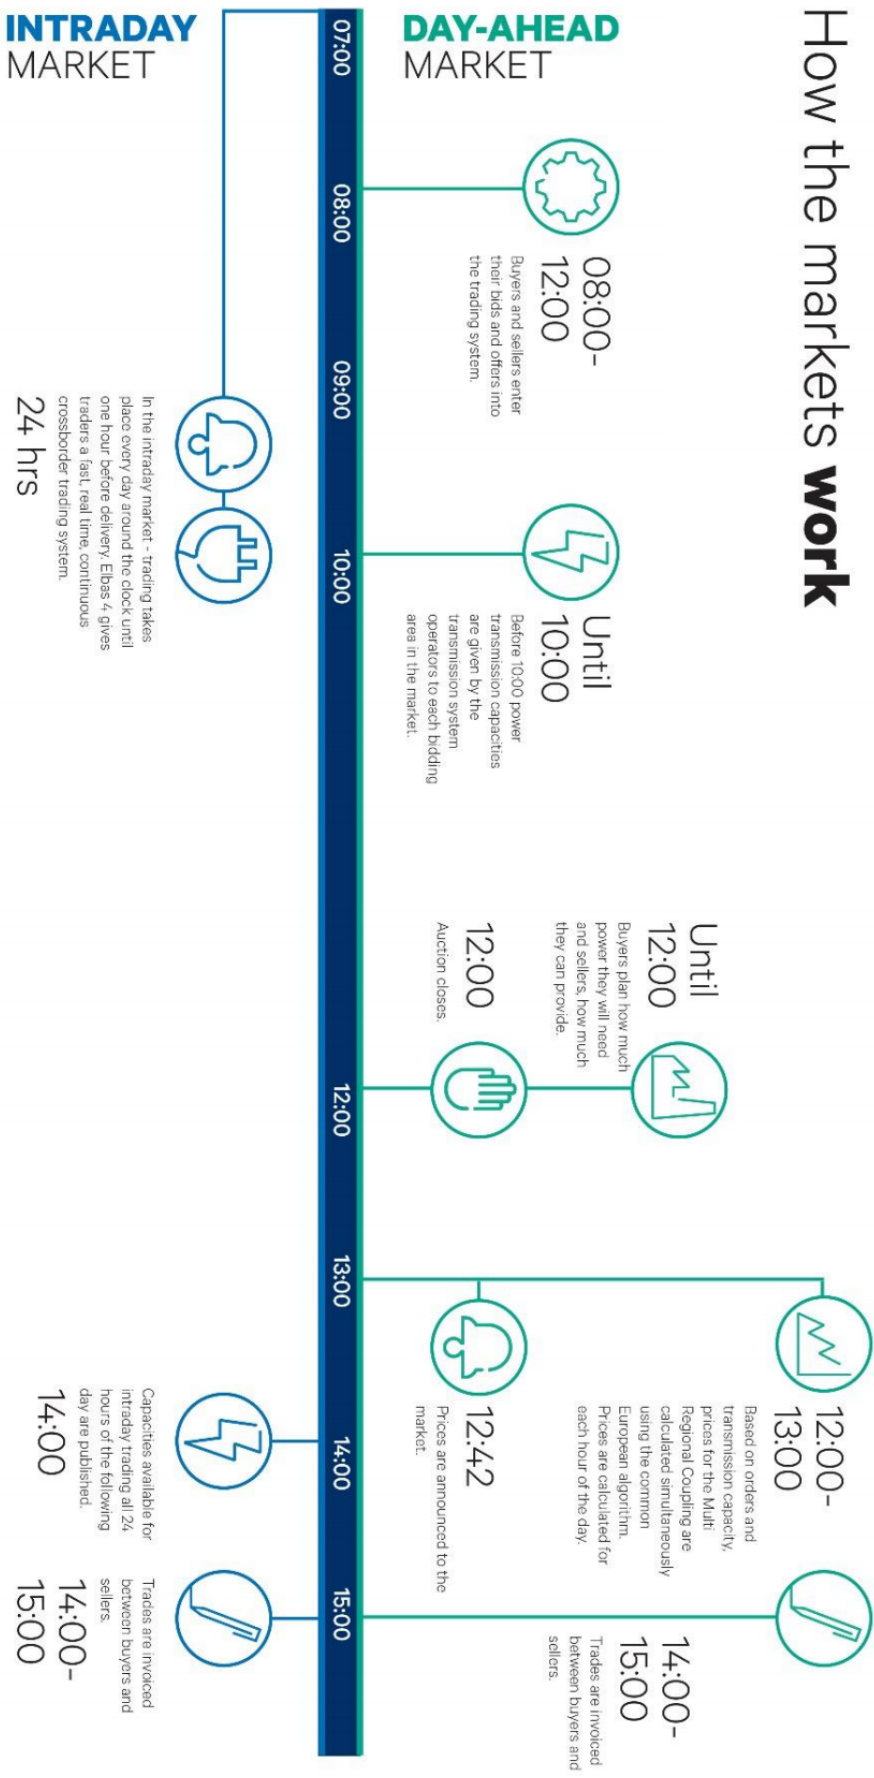 How the markets work
DAY-AHEAD
MARKET
08:00-
12:00
Buyers and sellers enter
their bids and offers into
the trading system.
Until
10:00
Before 10:00 power
transmission capacities
are given by the
transmission system
operators to each bidding
area in the market.
Until
12:00
Buyers plan how much
power they will need
and sellers, how much
they can provide.
12:00
Auction closes.
12:00-
13:00
Based on orders and
transmission capacity,
prices for the Multi
Regional Coupling are
calculated simultaneously
using the common
European algorithm.
Prices are calculated for
each hour of the day.
12:42
Prices are announced to the
market.
14:00-
15:00
Trades are invoiced
between buyers and
sellers.
07:00
08:00
09:00
10:00
12:00
13:00
14:00
15:00
INTRADAY
MARKET
In the intraday market - trading takes
place every day around the clock until
one hour before delivery. Elbas 4 gives
traders a fast, real time, continuous
crossborder trading system.
24 hrs
Capacities available for
intraday trading all 24
hours of the following
day are published.
14:00
Trades are invoiced
between buyers and
sellers.
14:00-
15:00